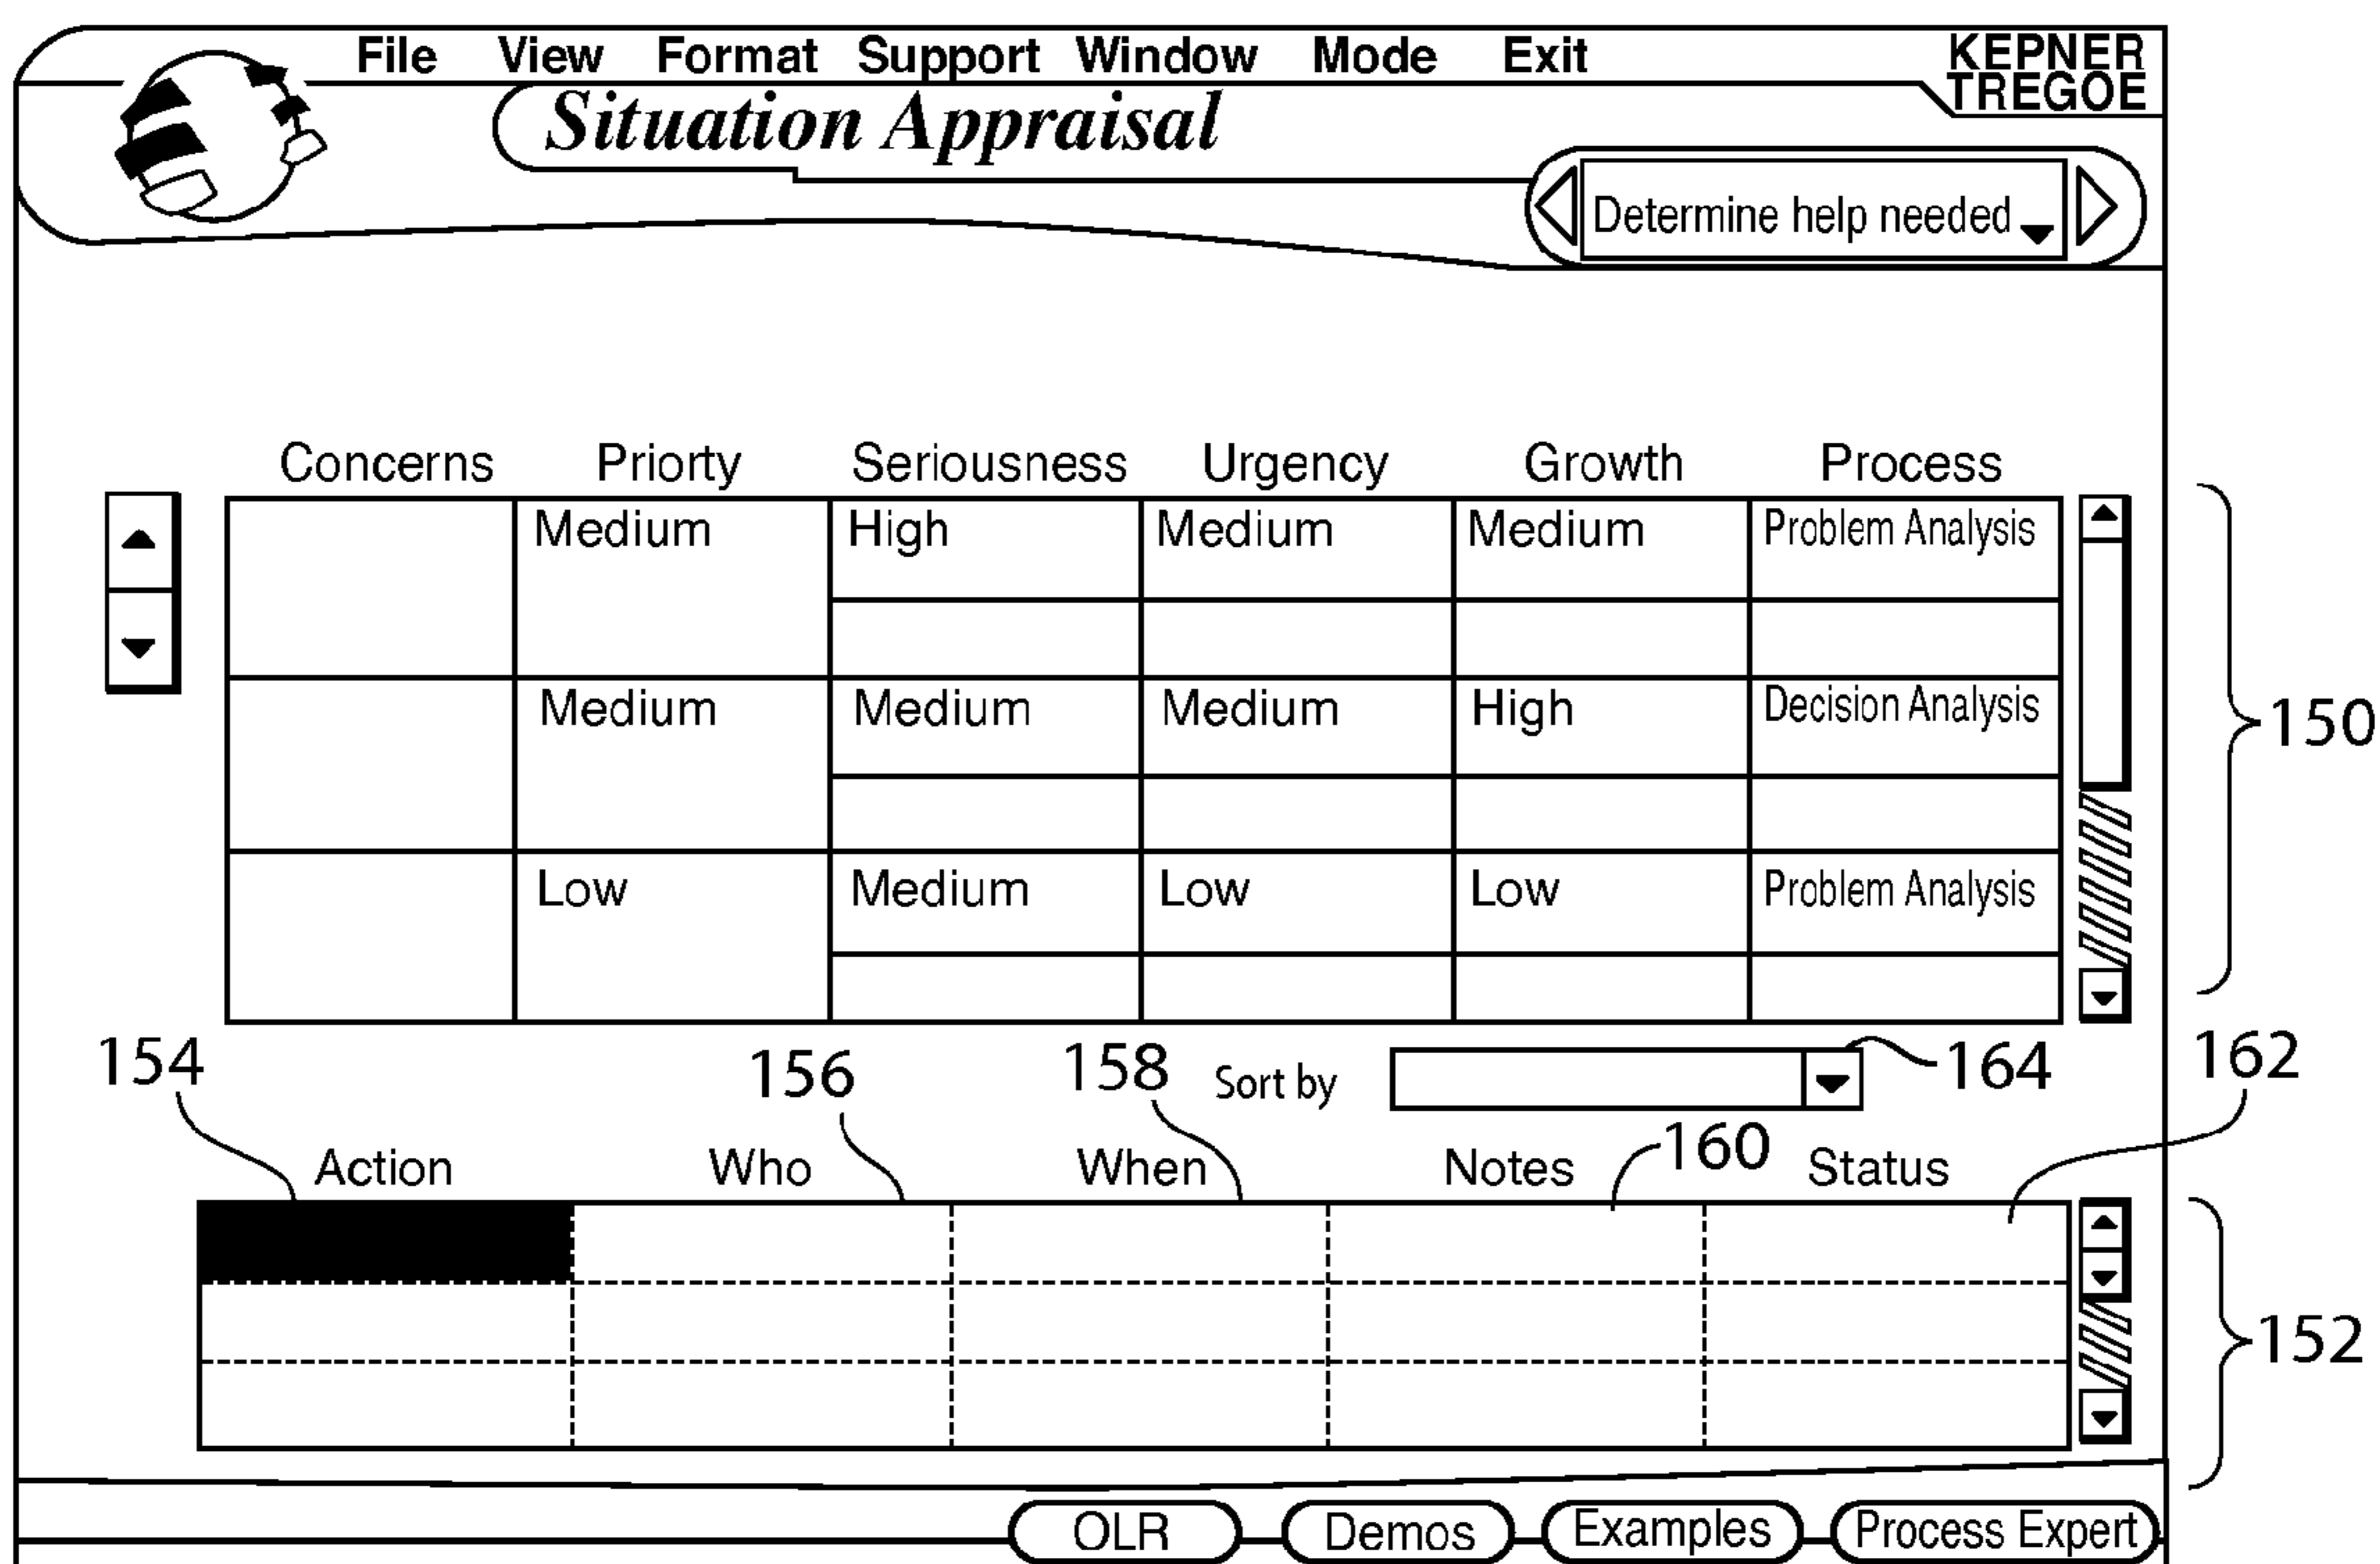 File View Format Support Window Mode Exit
KEPNER
TREGOE
Situation Appraisal
Determine help needed
Concerns Priorty Seriousness Urgency Growth Process
Medium High Medium Medium Problem Analysis
Medium Medium Medium High Decision Analysis
150
Low Medium Low Low Problem Analysis
154 156 158 Sort by 164 162
Action Who When Notes 160 Status
152
OLR Demos Examples Process Expert